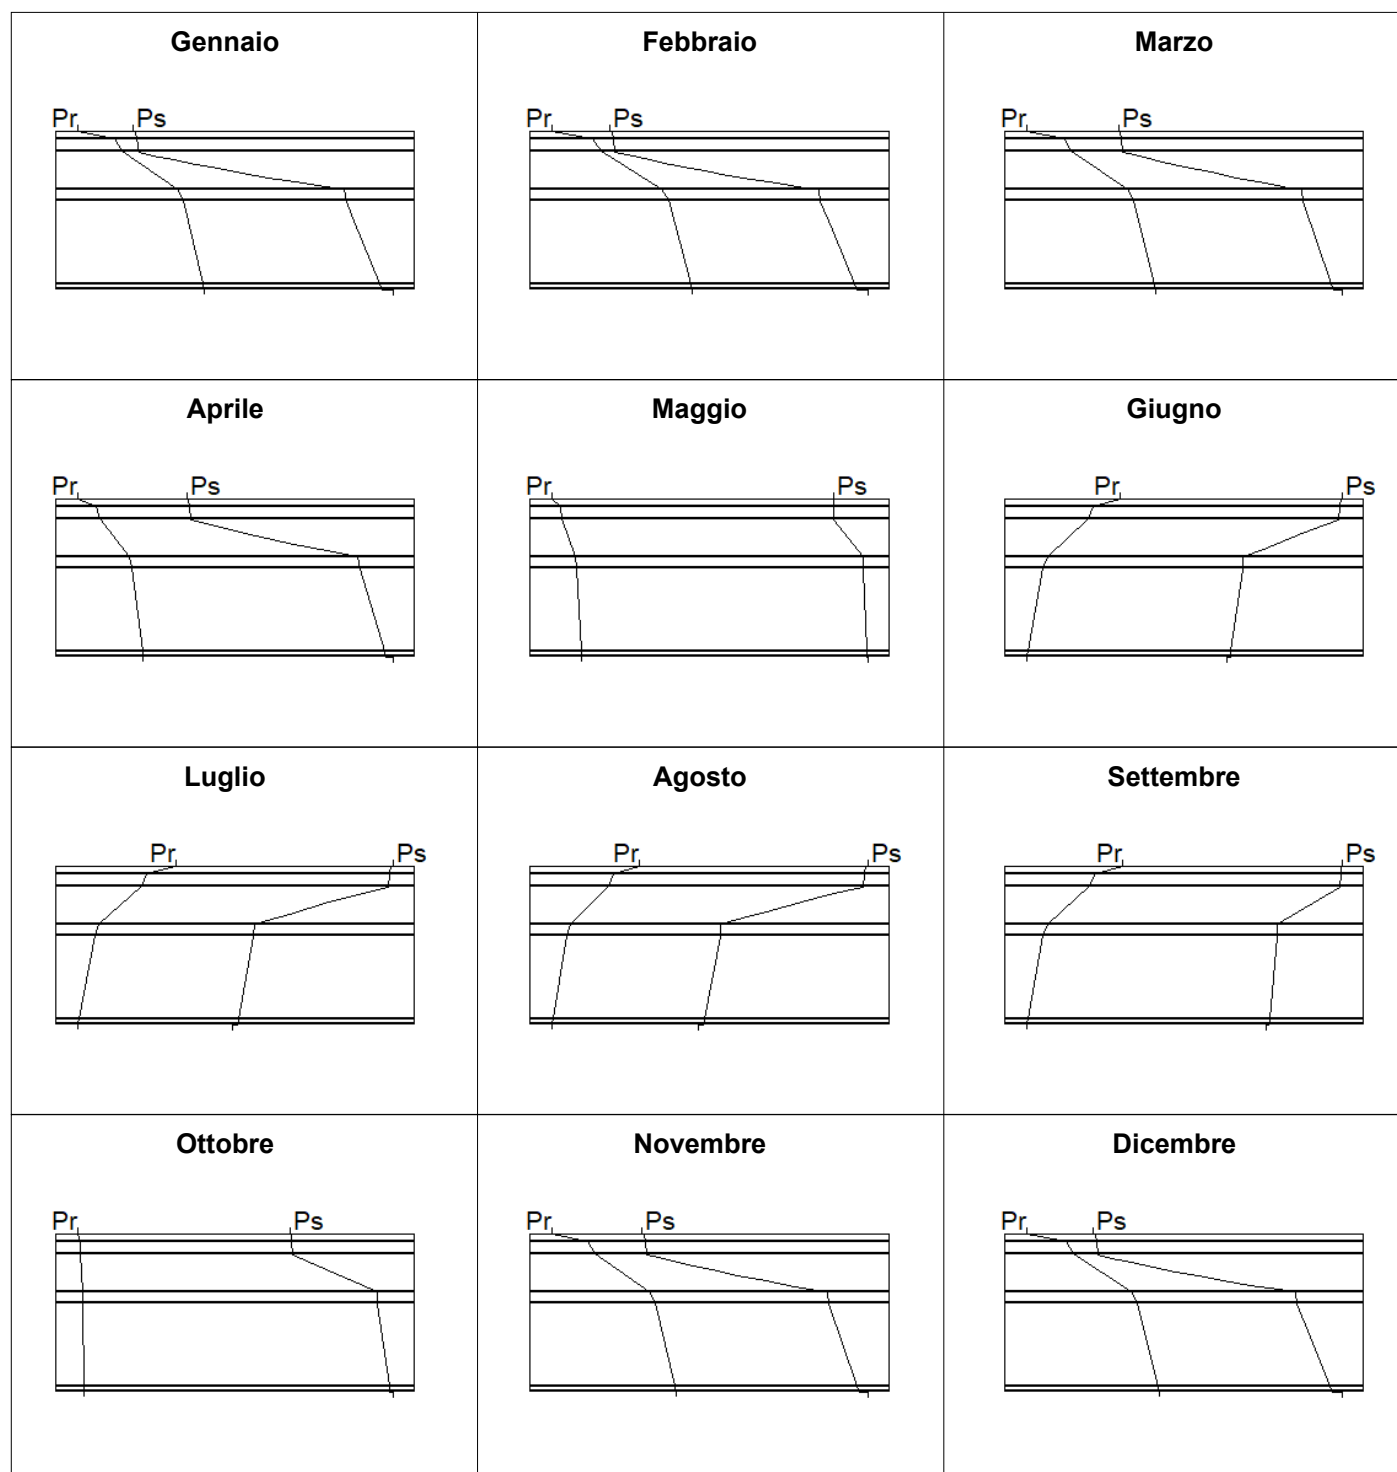 Gennaio
Febbraio
Marzo
Pr Ps
Pr Ps
Pr Ps
Aprile
Maggio
Giugno
Pr Ps
Pr Ps
Pr Ps
Luglio
Agosto
Settembre
Pr Ps
Pr Ps
Pr Ps
Ottobre
Novembre
Dicembre
Pr Ps
Pr Ps
Pr Ps